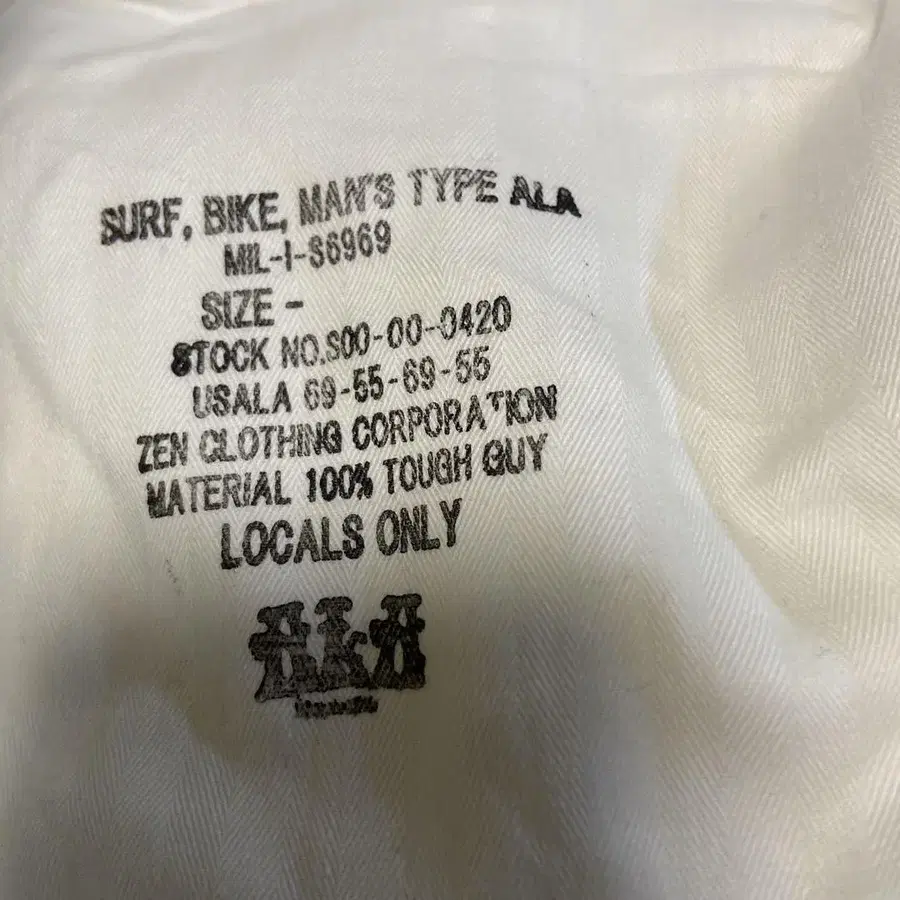 SURF, BIKE, MAN'S TYPE ALA
MIL-I-S6969
SIZE -
STOCK NO.S00-00-0420
USALA 69-55-69-55
ZEN CLOTHING CORPORATION
MATERIAL 100% TOUGH GUY
LOCALS ONLY